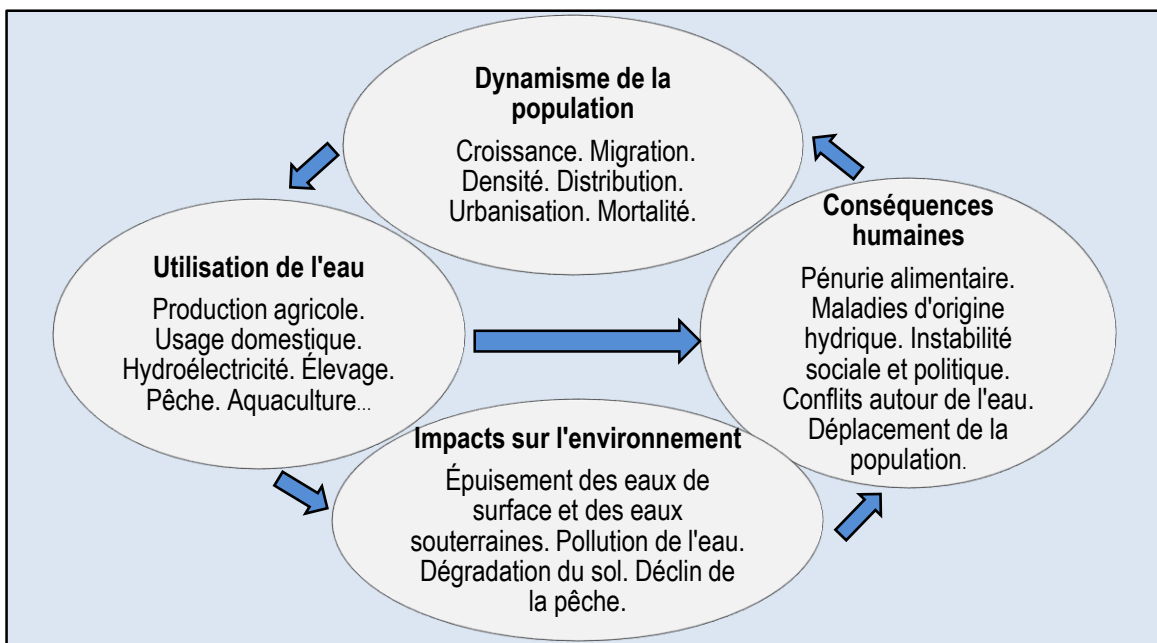 Dynamisme de la
population
Croissance. Migration.
Densité. Distribution.
Urbanisation. Mortalité.
Utilisation de l'eau
Production agricole.
Usage domestique.
Hydroélectricité. Élevage.
Pêche. Aquaculture...
Conséquences
humaines
Pénurie alimentaire.
Maladies d'origine
hydrique. Instabilité
sociale et politique.
Conflits autour de l'eau.
Déplacement de la
population.
Impacts sur l'environnement
Épuisement des eaux de
surface et des eaux
souterraines. Pollution de l'eau.
Dégradation du sol. Déclin de
la pêche.